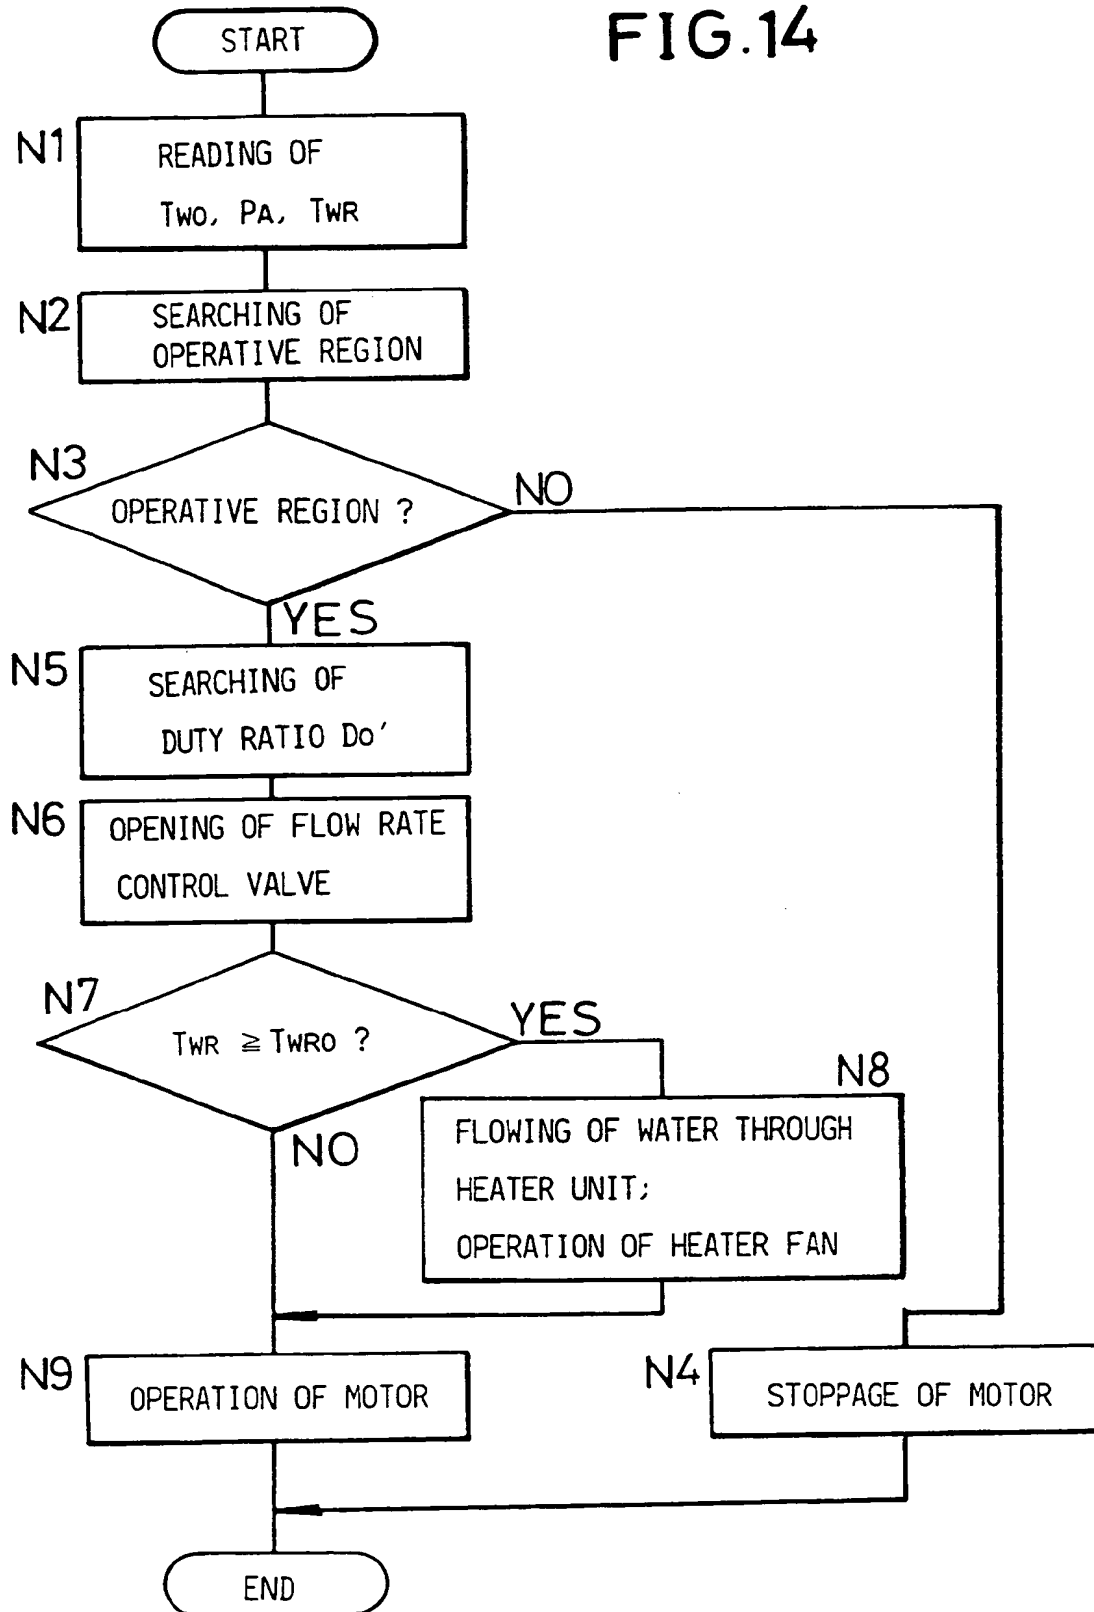 FIG.14
START
N1
READING OF
Two, PA, TWR
N2
SEARCHING OF
OPERATIVE REGION
N3
OPERATIVE REGION ?
NO
YES
N5
SEARCHING OF
DUTY RATIO Do'
N6
OPENING OF FLOW RATE
CONTROL VALVE
N7
TWR ≧ TWRO ?
YES
NO
N8
FLOWING OF WATER THROUGH
HEATER UNIT;
OPERATION OF HEATER FAN
N9
OPERATION OF MOTOR
N4
STOPPAGE OF MOTOR
END